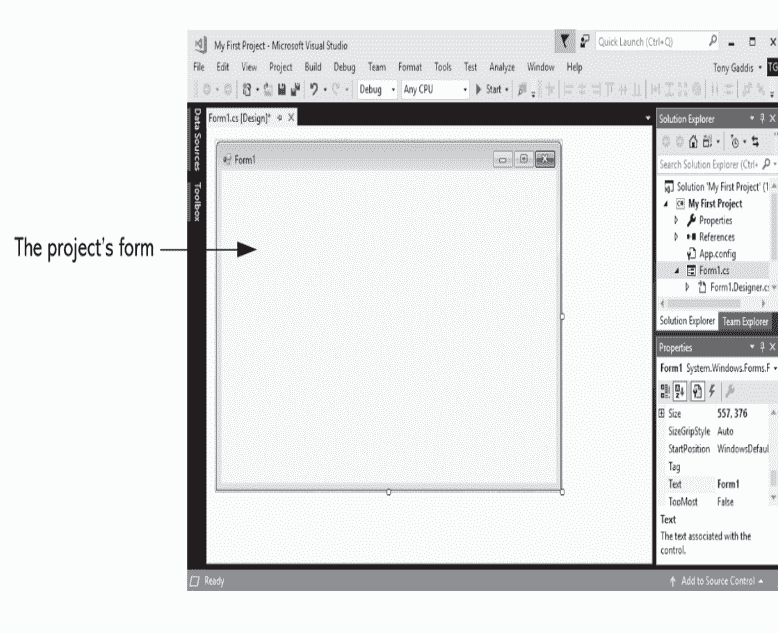 My First Project - Microsoft Visual Studio
Quick Launch (Ctrl+Q)
File Edit View Project Build Debug Team Format Tools Test Analyze Window Help
Tony Gaddis TG
Debug Any CPU Start
Data Sources
Toolbox
Form1.cs [Design]*
Form1
The project's form
Solution Explorer
Search Solution Explorer (Ctrl+
Solution 'My First Project' (1
My First Project
Properties
References
App.config
Form1.cs
Form1.Designer.cs
Solution Explorer Team Explorer
Properties
Form1 System.Windows.Forms.F
Size 557, 376
SizeGripStyle Auto
StartPosition WindowsDefaul
Tag
Text Form1
TopMost False
Text
The text associated with the
control.
Ready
Add to Source Control